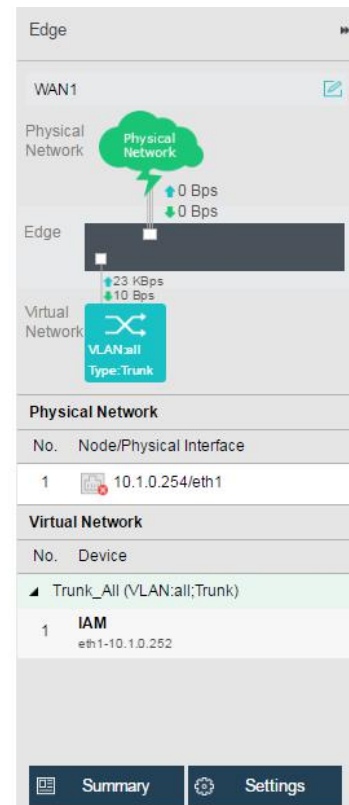 Edge
WAN1
Physical
Network
Physical
Network
0 Bps
0 Bps
Edge
23 KBps
10 Bps
Virtual
Network
VLAN:all
Type:Trunk
Physical Network
No. Node/Physical Interface
1 10.1.0.254/eth1
Virtual Network
No. Device
Trunk_All (VLAN:all;Trunk)
1 IAM
eth1-10.1.0.252
Summary Settings